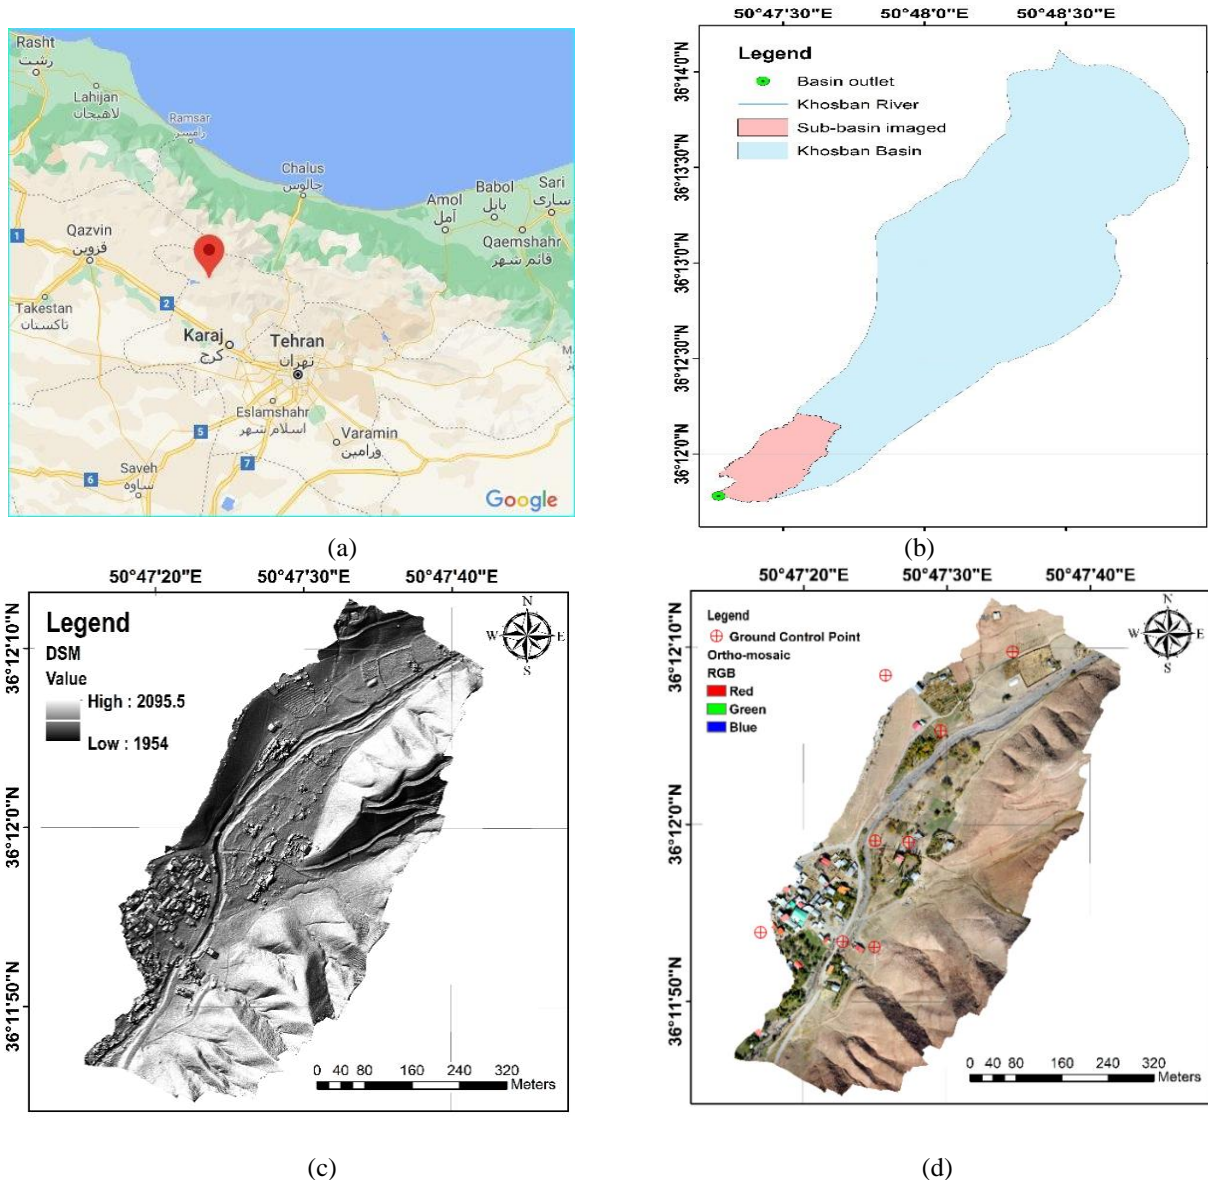 Rasht
رشت
Lahijan
لاهیجان
Ramsar
رامسر
Chalus
چالوس
Sari
ساری
Babol
بابل
Amol
آمل
Qaemshahr
قائم شهر
Qazvin
قزوین
1
2
Takestan
تاکستان
Karaj
کرج
Tehran
تهران
Eslamshahr
اسلام شهر
5
Varamin
ورامین
7
Saveh
ساوه
6
Google
(a)
50°47'30"E 50°48'0"E 50°48'30"E
Legend
Basin outlet
Khosban River
Sub-basin imaged
Khosban Basin
36°14'0"N
36°13'30"N
36°13'0"N
36°12'30"N
36°12'0"N
(b)
50°47'20"E 50°47'30"E 50°47'40"E
Legend
DSM
Value
High : 2095.5
Low : 1954
N
W E
S
36°12'10"N
36°12'0"N
36°11'50"N
0 40 80 160 240 320
Meters
(c)
50°47'20"E 50°47'30"E 50°47'40"E
Legend
Ground Control Point
Ortho-mosaic
RGB
Red
Green
Blue
N
W E
S
36°12'10"N
36°12'0"N
36°11'50"N
0 40 80 160 240 320
Meters
(d)